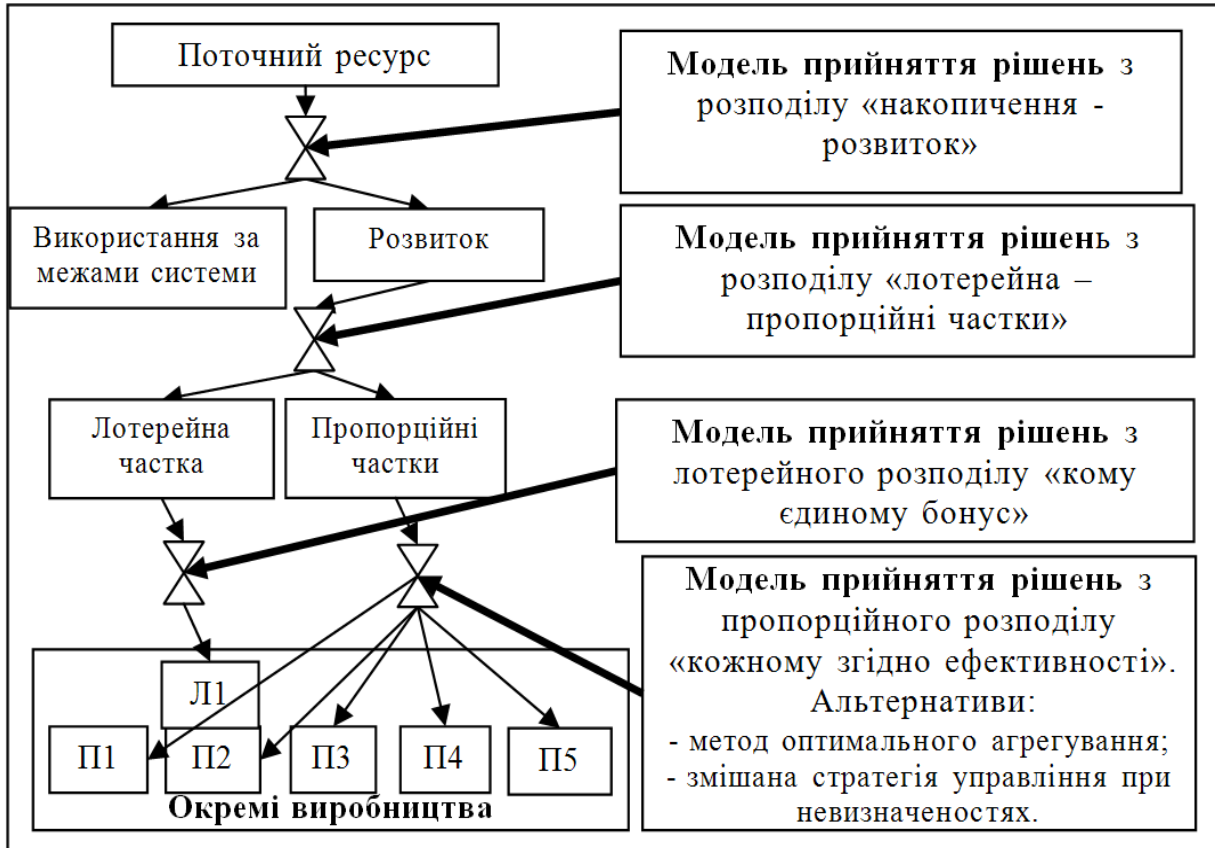 Поточний ресурс
Модель прийняття рішень з
розподілу «накопичення -
розвиток»
Використання за
межами системи
Розвиток
Модель прийняття рішень з
розподілу «лотерейна –
пропорційні частки»
Лотерейна
частка
Пропорційні
частки
Модель прийняття рішень з
лотерейного розподілу «кому
єдиному бонус»
Модель прийняття рішень з
пропорційного розподілу
«кожному згідно ефективності».
Альтернативи:
- метод оптимального агрегування;
- змішана стратегія управління при
невизначеностях.
Л1
П1 П2 П3 П4 П5
Окремі виробництва